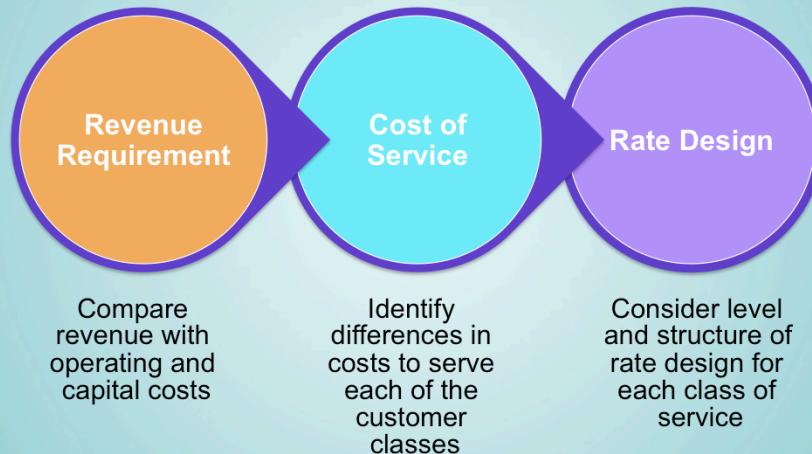 Revenue
Requirement
Cost of
Service
Rate Design
Compare
revenue with
operating and
capital costs
Identify
differences in
costs to serve
each of the
customer
classes
Consider level
and structure of
rate design for
each class of
service